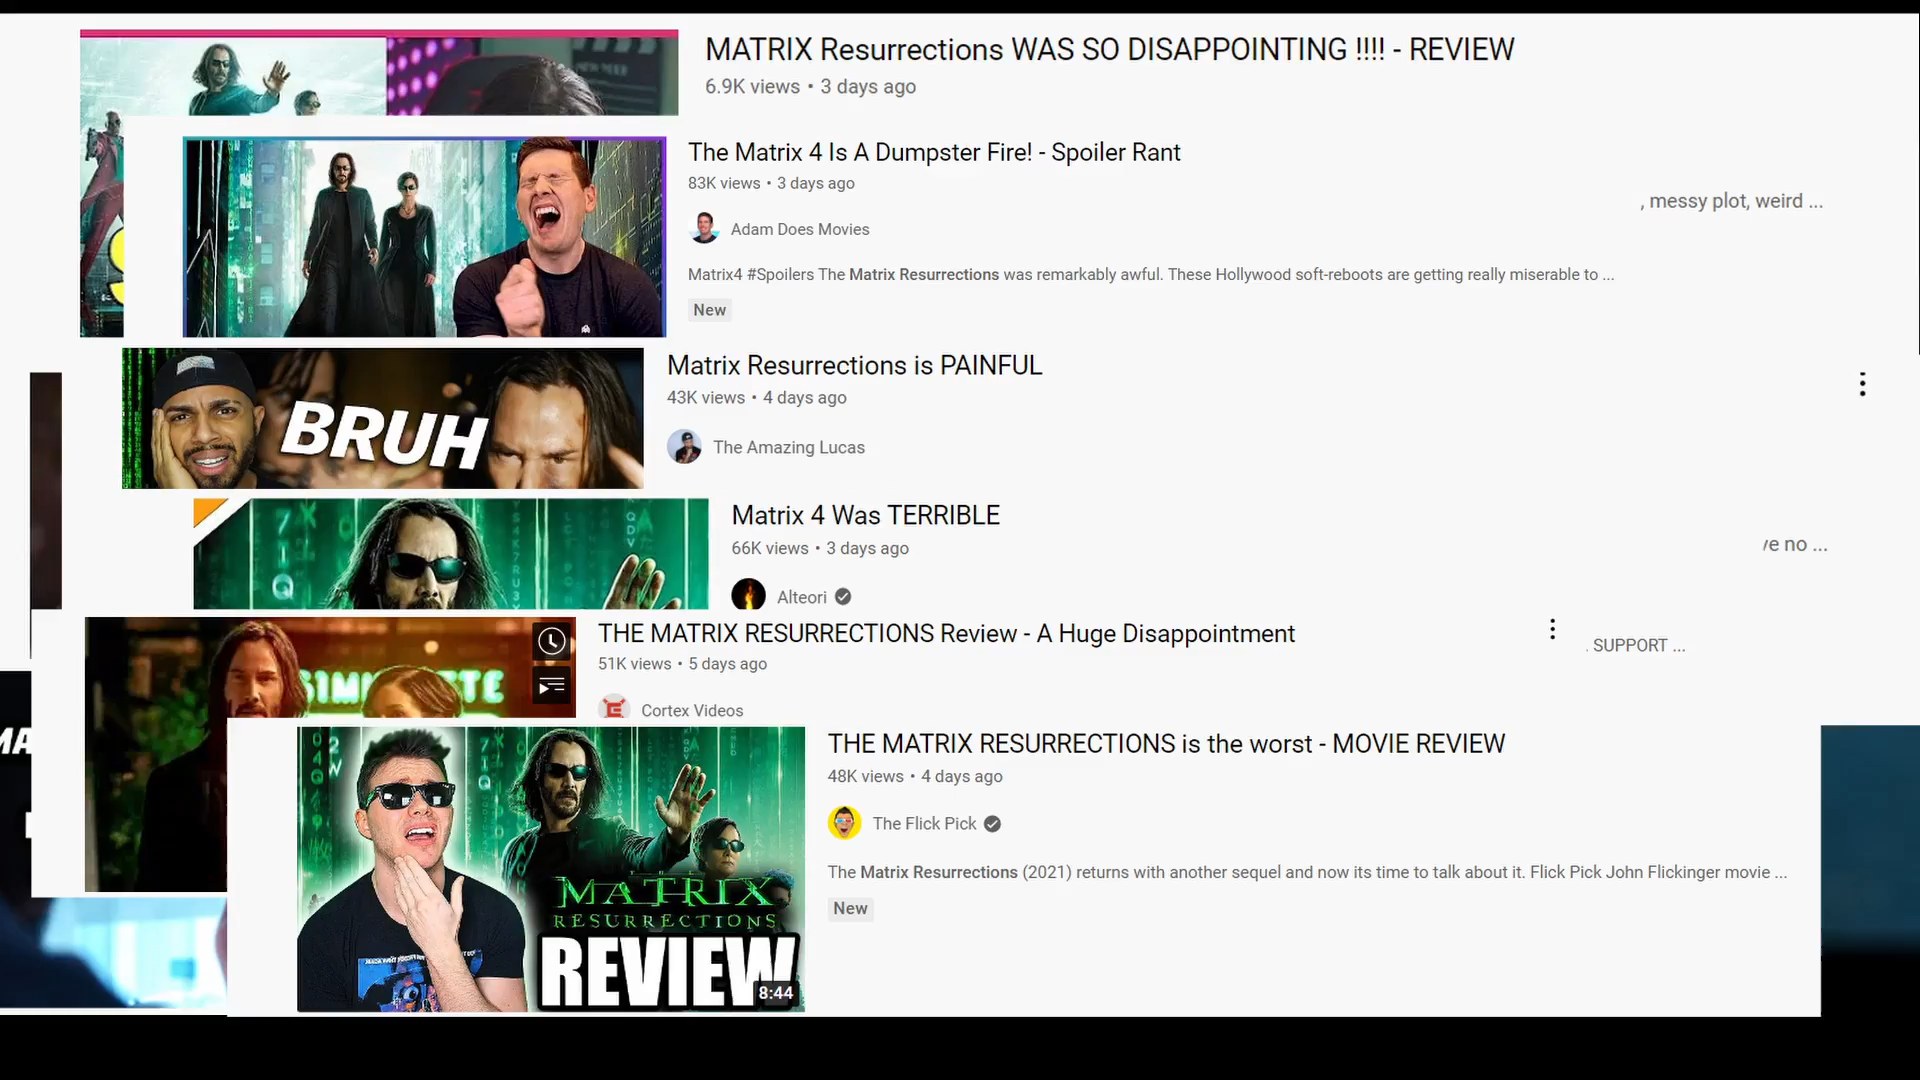 MATRIX Resurrections WAS SO DISAPPOINTING !!!! - REVIEW
6.9K views • 3 days ago
The Matrix 4 Is A Dumpster Fire! - Spoiler Rant
83K views • 3 days ago
, messy plot, weird ...
Adam Does Movies
Matrix4 #Spoilers The Matrix Resurrections was remarkably awful. These Hollywood soft-reboots are getting really miserable to ...
New
BRUH
Matrix Resurrections is PAINFUL
43K views • 4 days ago
The Amazing Lucas
Matrix 4 Was TERRIBLE
66K views • 3 days ago
no ...
Alteori
THE MATRIX RESURRECTIONS Review - A Huge Disappointment
51K views • 5 days ago
. SUPPORT ...
Cortex Videos
THE MATRIX RESURRECTIONS is the worst - MOVIE REVIEW
48K views • 4 days ago
The Flick Pick
The Matrix Resurrections (2021) returns with another sequel and now its time to talk about it. Flick Pick John Flickinger movie ...
New
THE
MATRIX
RESURRECTIONS
REVIEW
8:44